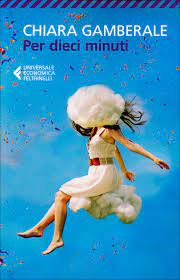 CHIARA GAMBERALE
Per dieci minuti
UNIVERSALE
ECONOMICA
FELTRINELLI